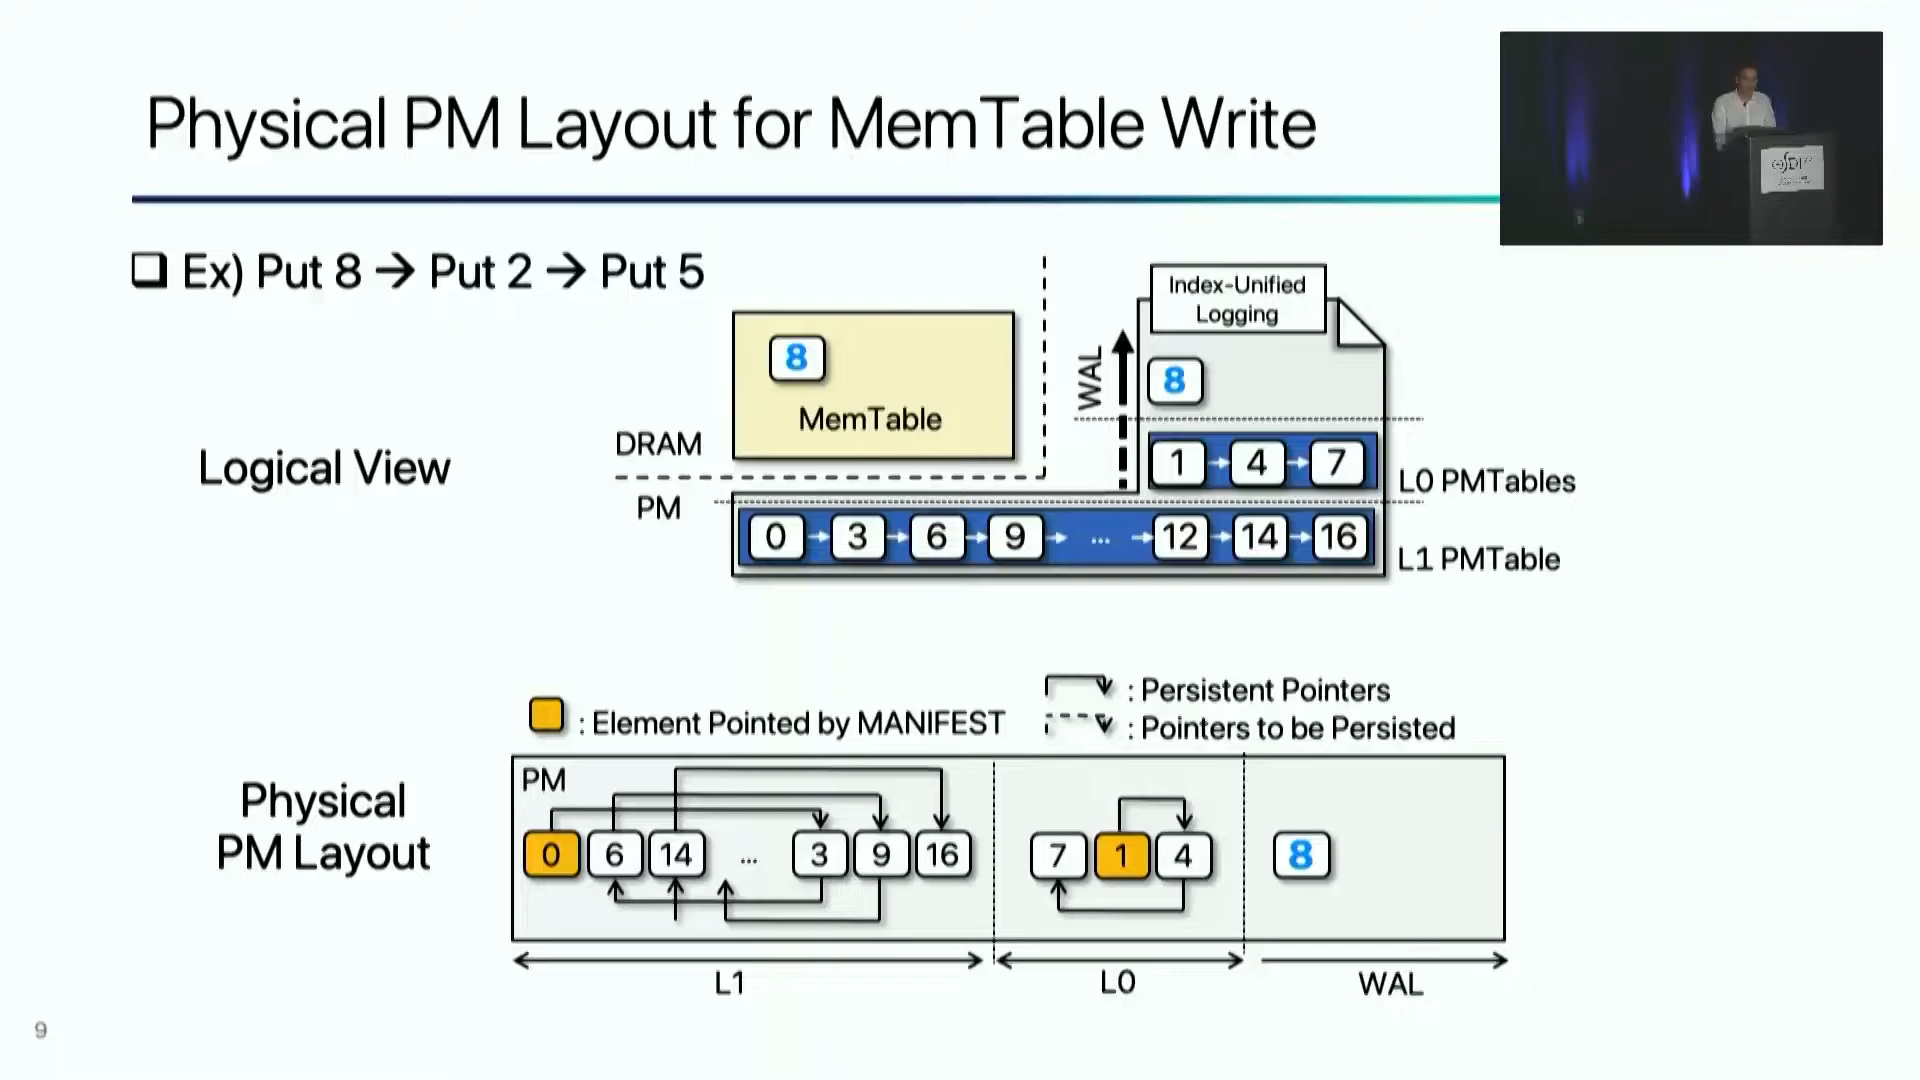 Physical PM Layout for MemTable Write
Ex) Put 8 → Put 2 → Put 5
Index-Unified
Logging
8
MemTable
WAL
8
DRAM
Logical View
1 4 7
L0 PMTables
PM
0 3 6 9 ... 12 14 16
L1 PMTable
: Element Pointed by MANIFEST
: Persistent Pointers
: Pointers to be Persisted
Physical
PM Layout
PM
0 6 14 ... 3 9 16
7 1 4
8
L1
L0
WAL
9